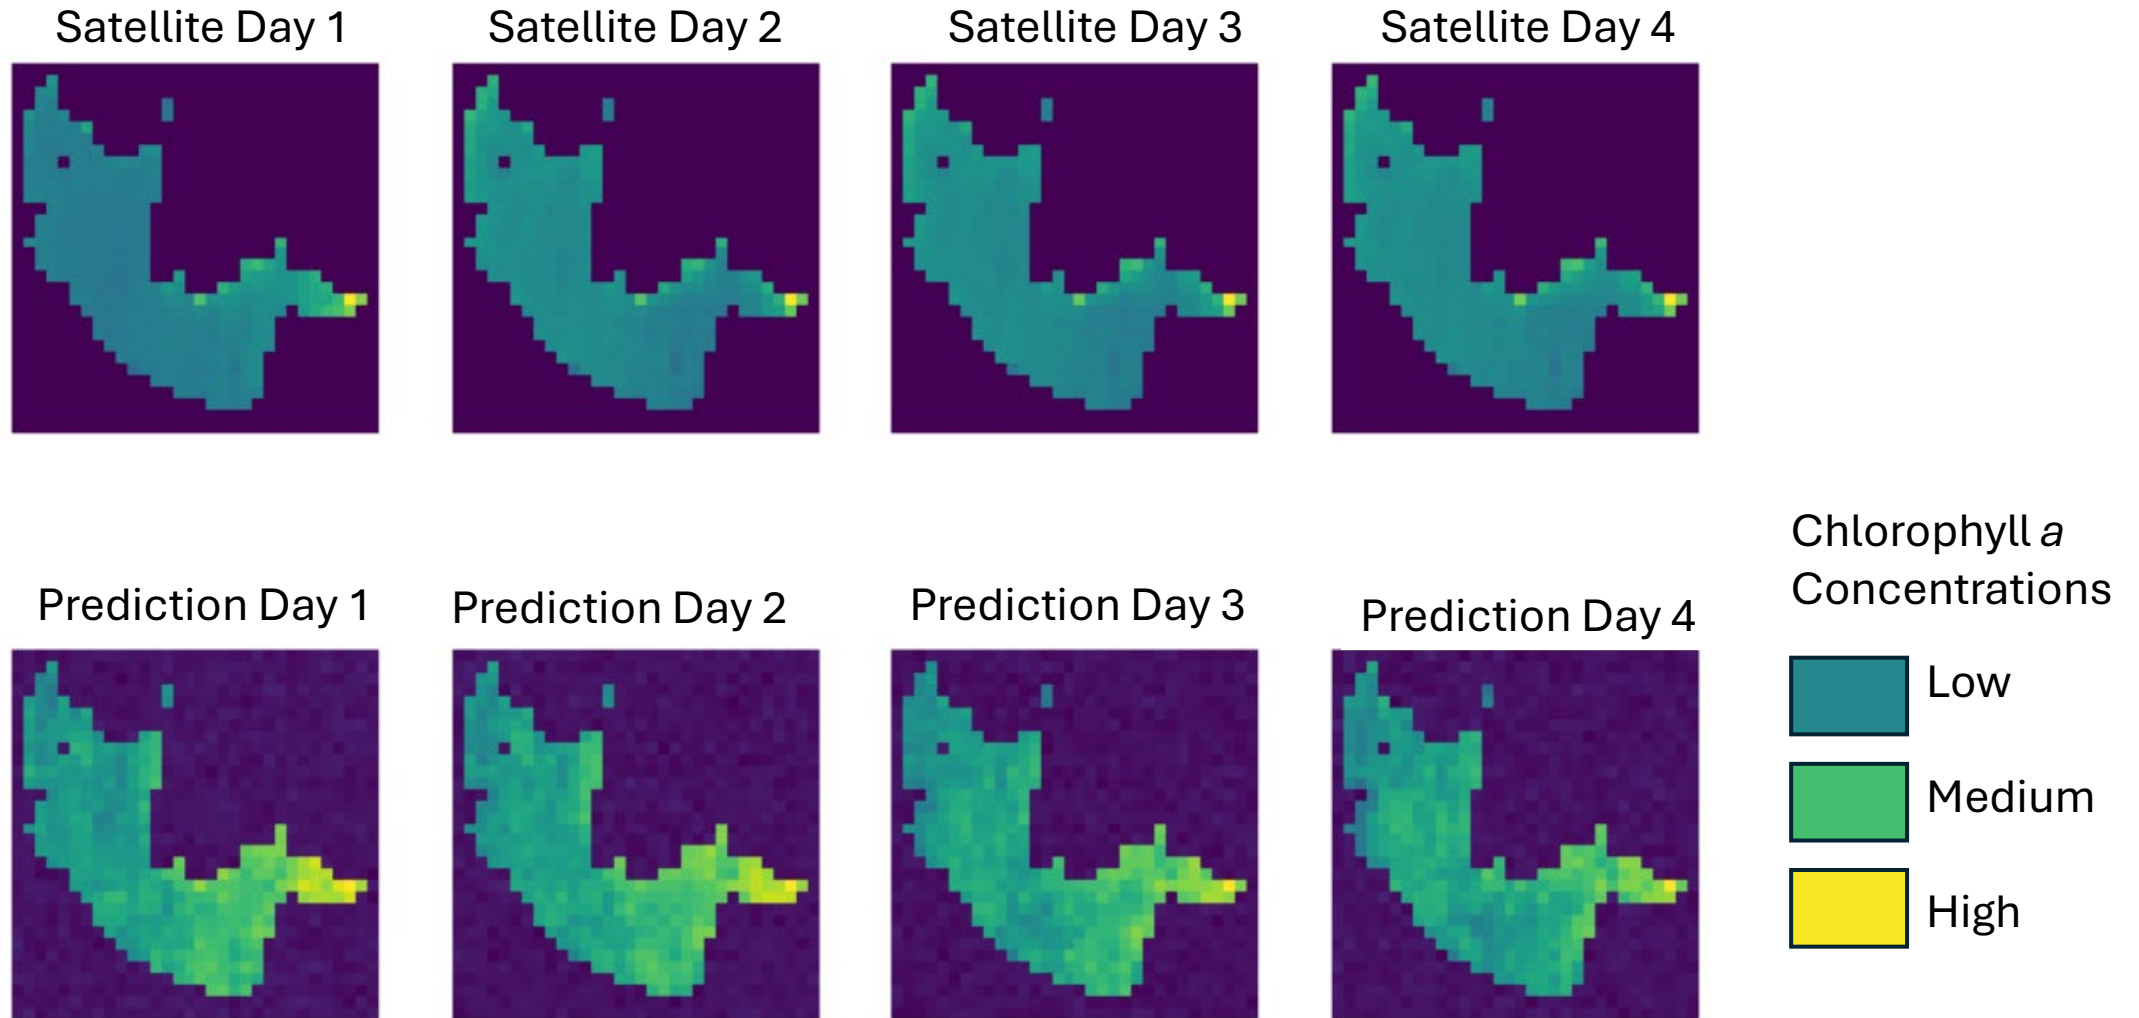 Satellite Day 1
Satellite Day 2
Satellite Day 3
Satellite Day 4
Prediction Day 1
Prediction Day 2
Prediction Day 3
Prediction Day 4
Chlorophyll a
Concentrations
Low
Medium
High